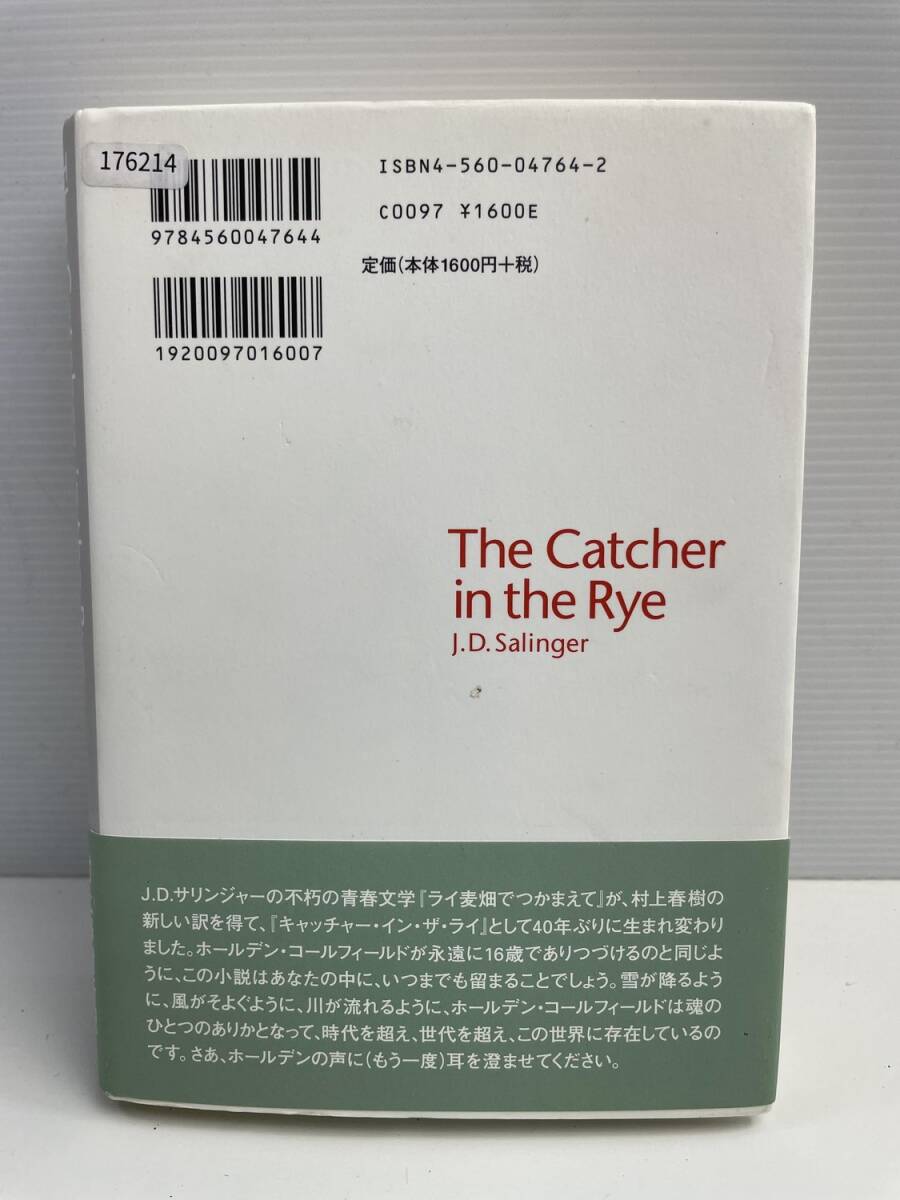 176214
9784560047644
1920097016007
ISBN4-560-04764-2
C0097 ¥1600E
定価(本体1600円+税)
The Catcher
in the Rye
J.D. Salinger
J.D.サリンジャーの不朽の青春文学『ライ麦畑でつかまえて』が、村上春樹の
新しい訳を得て、『キャッチャー・イン・ザ・ライ』として40年ぶりに生まれ変わり
ました。ホールデン・コールフィールドが永遠に16歳でありつづけるのと同じよ
うに、この小説はあなたの中に、いつまでも留まることでしょう。雪が降るよう
に、風がそよぐように、川が流れるように、ホールデン・コールフィールドは魂の
ひとつのありかとなって、時代を超え、世代を超え、この世界に存在しているの
です。さあ、ホールデンの声に(もう一度)耳を澄ませてください。